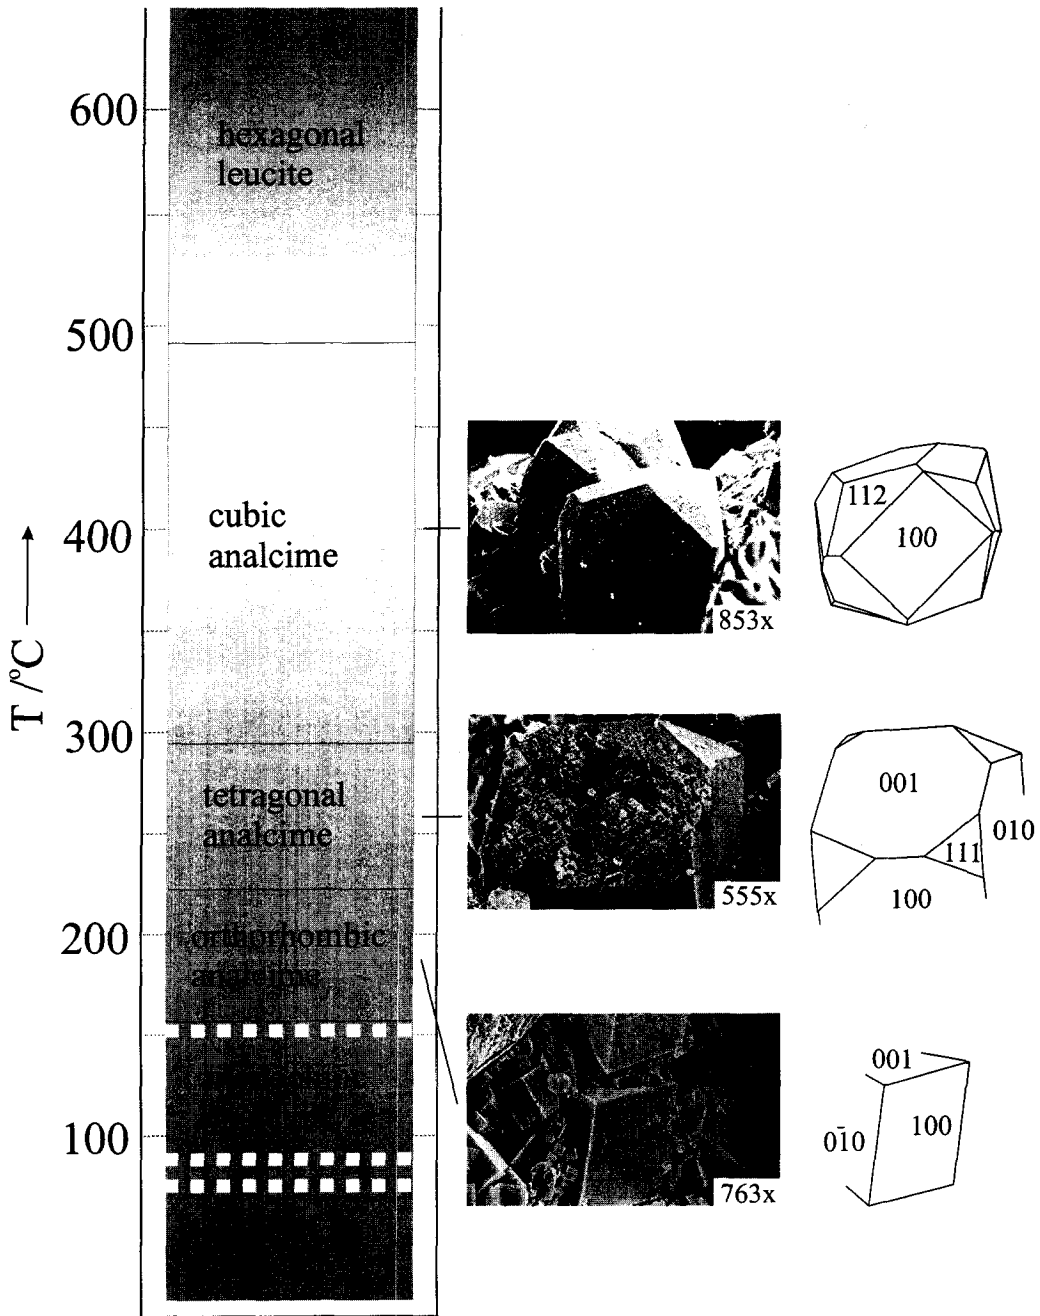 600
hexagonal
leucite
500
cubic
analcime
400
T /°C
300
tetragonal
analcime
200
orthorhombic
analcime
100
112
100
853x
001
010
111
100
555x
001
01̅0
100
763x